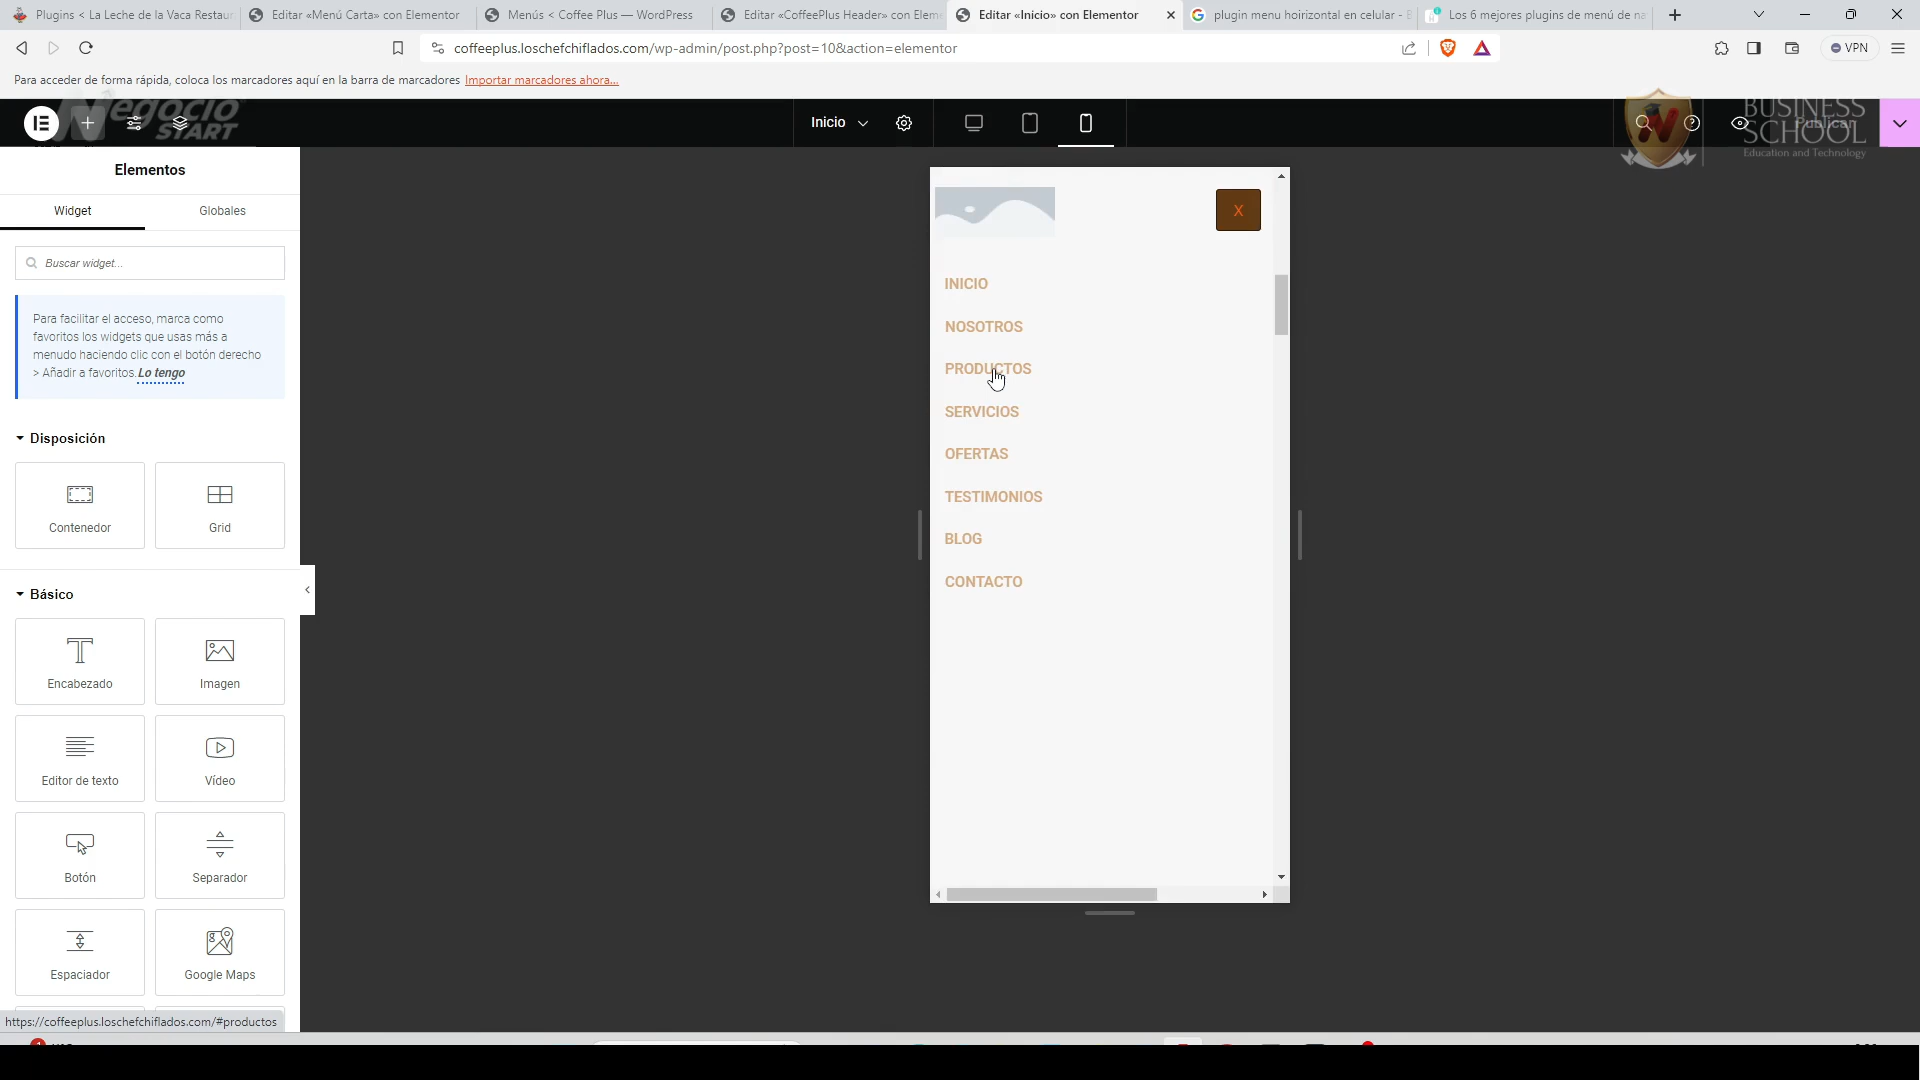 Plugins < La Leche de la Vaca Restaur
Editar «Menú Carta» con Elementor
Menús < Coffee Plus — WordPress
Editar «CoffeePlus Header» con Eleme
Editar «Inicio» con Elementor
plugin menu hoirizontal en celular - B
Los 6 mejores plugins de menú de na
coffeeplus.loschefchiflados.com/wp-admin/post.php?post=10&action=elementor
VPN
Para acceder de forma rápida, coloca los marcadores aquí en la barra de marcadores Importar marcadores ahora...
Negocio
START
Inicio
Publicar
BUSINESS
SCHOOL
Education and Technology
Elementos
Widget
Globales
Buscar widget...
Para facilitar el acceso, marca como
favoritos los widgets que usas más a
menudo haciendo clic con el botón derecho
> Añadir a favoritos. Lo tengo
Disposición
Contenedor
Grid
Básico
Encabezado
Imagen
Editor de texto
Vídeo
Botón
Separador
Espaciador
Google Maps
X
INICIO
NOSOTROS
PRODUCTOS
SERVICIOS
OFERTAS
TESTIMONIOS
BLOG
CONTACTO
https://coffeeplus.loschefchiflados.com/#productos